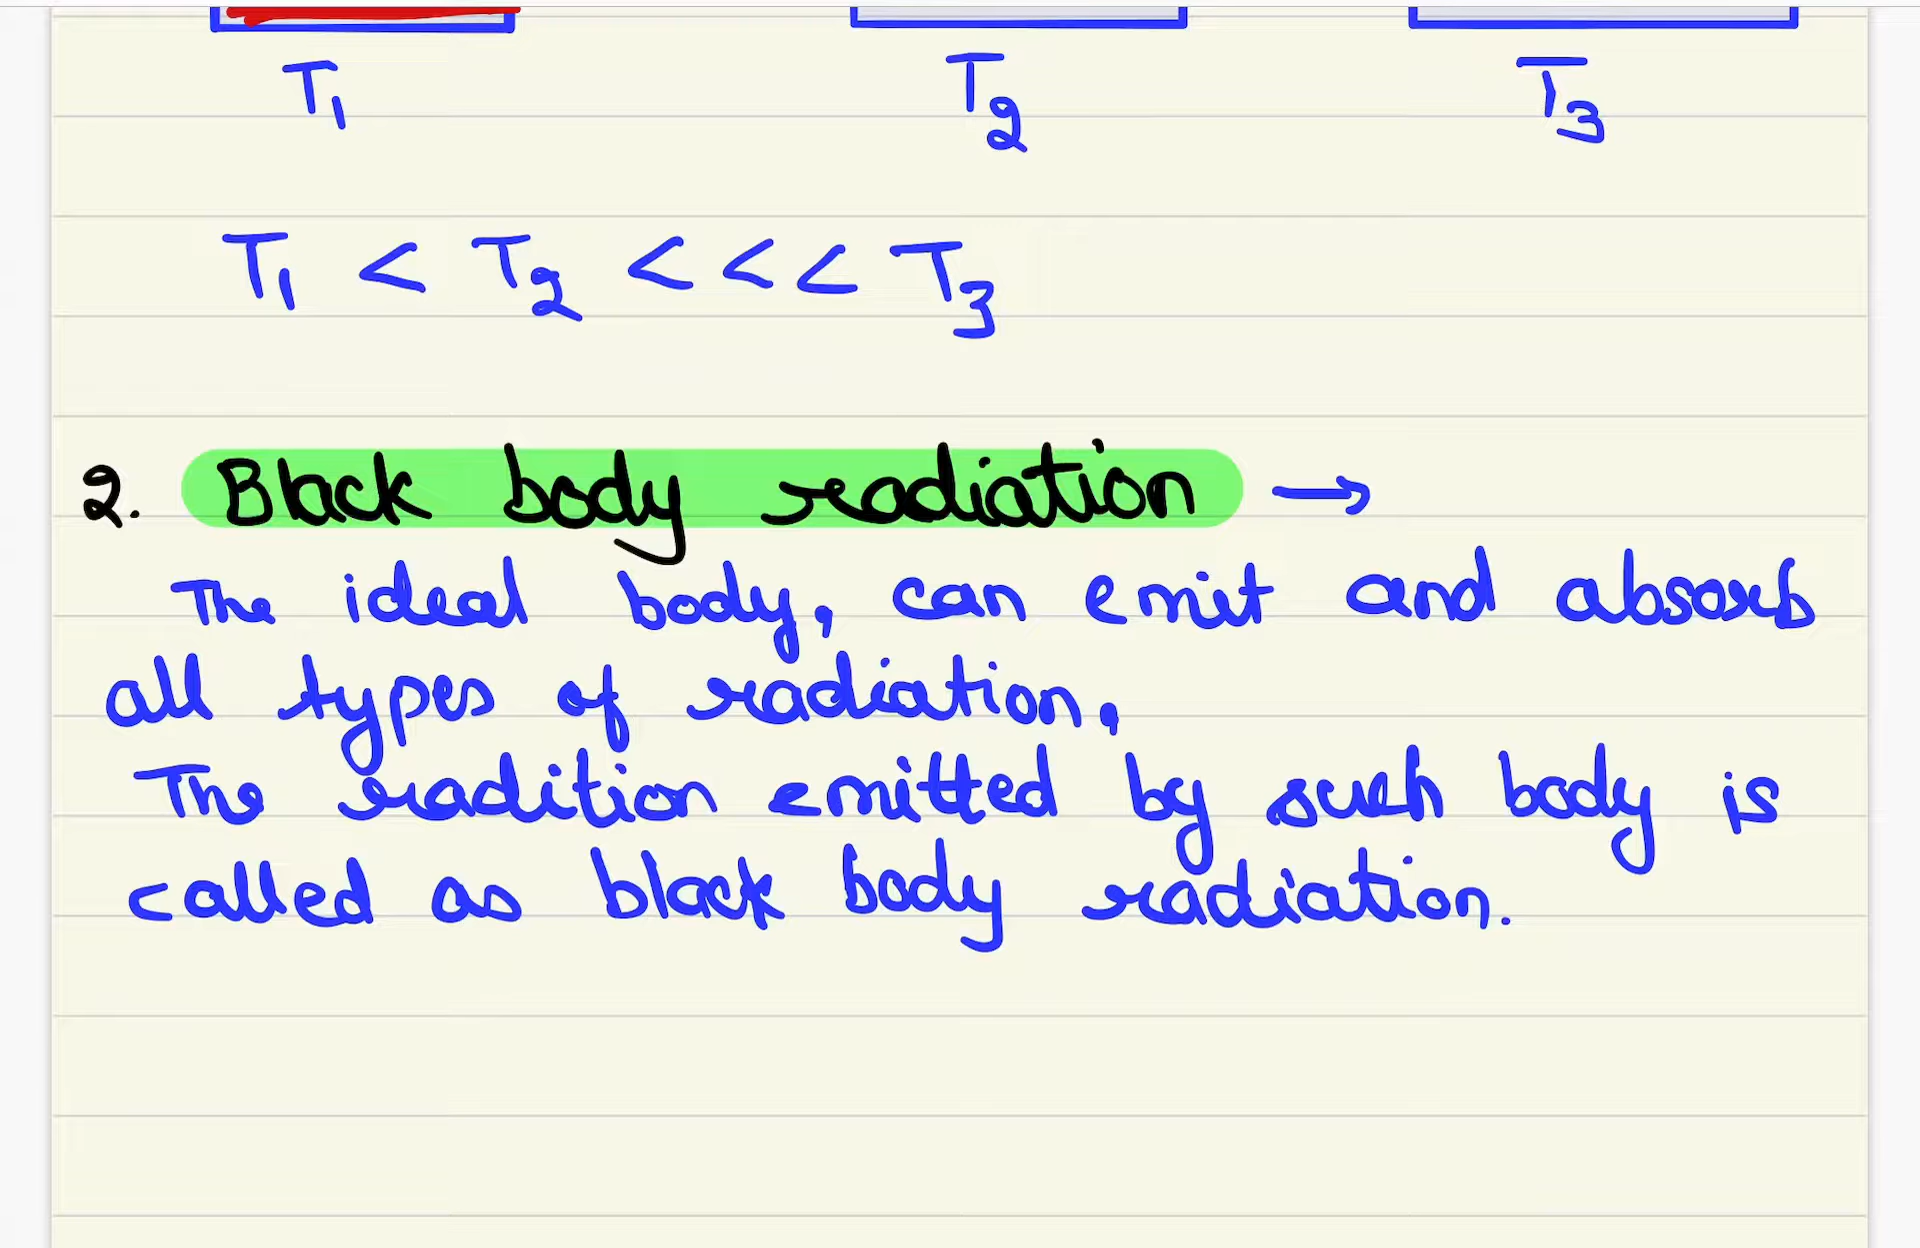 T1 T2 T3
T1 < T2 < < < T3
2. Black body radiation →
The ideal body, can emit and absorb
all types of radiation,
The radition emitted by such body is
called as black body radiation.